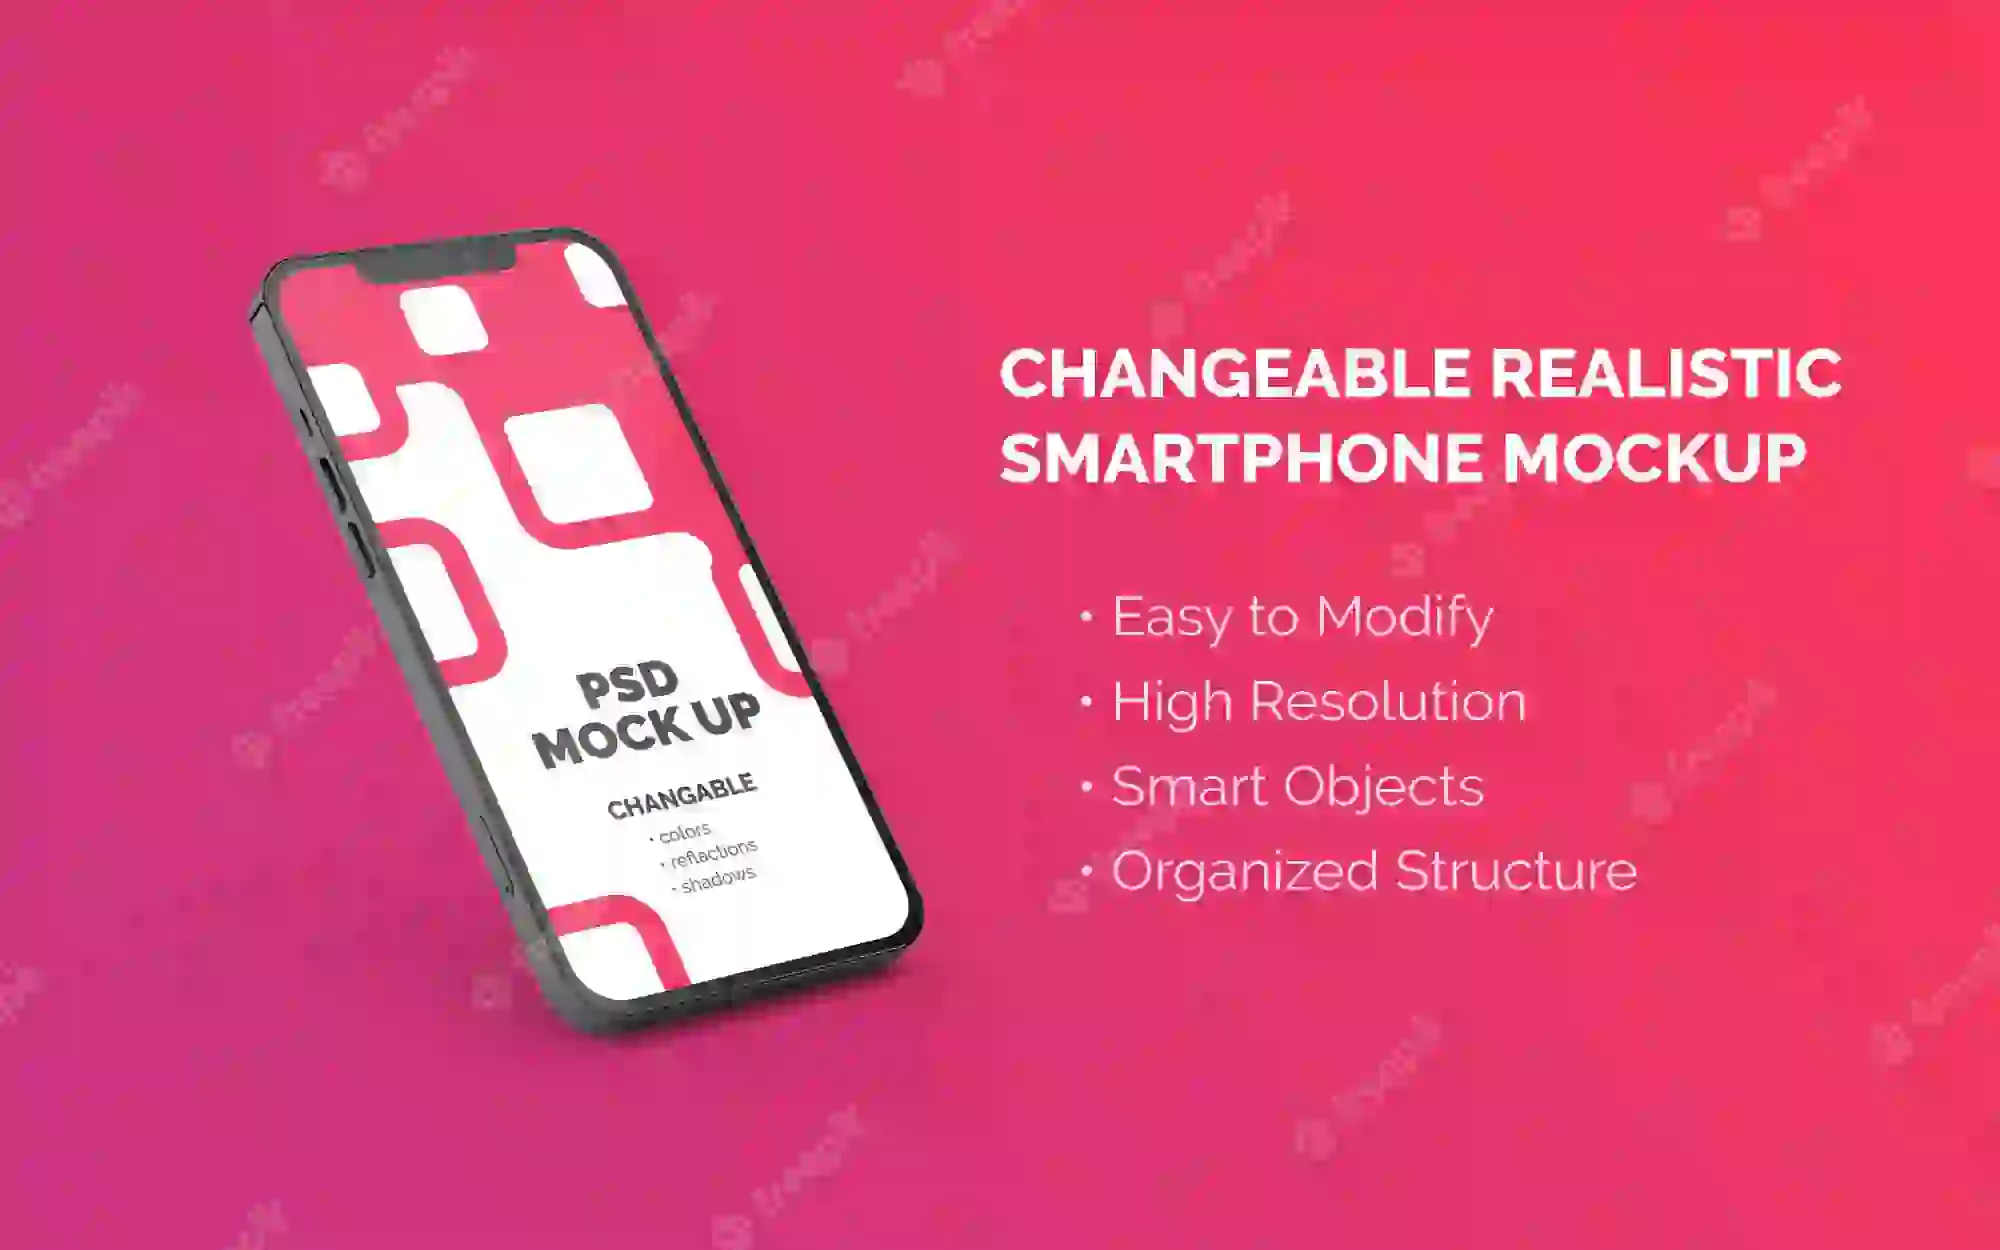 CHANGEABLE REALISTIC
SMARTPHONE MOCKUP
• Easy to Modify
• High Resolution
• Smart Objects
• Organized Structure
PSD
MOCK UP
CHANGABLE
• colors
• reflactions
• shadows
freepik